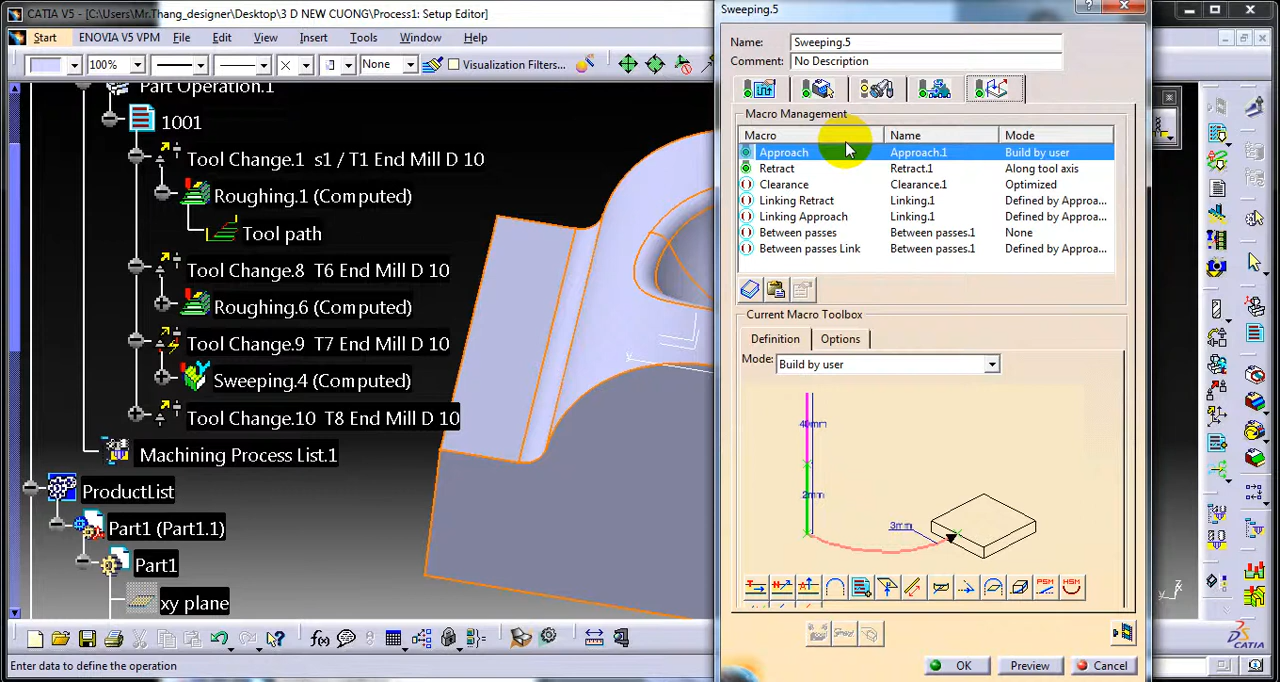 CATIA V5 - [C:\Users\Mr.Thang_designer\Desktop\3 D NEW CUONG\Process1: Setup Editor]
Start ENOVIA V5 VPM File Edit View Insert Tools Window Help
100% None Visualization Filters...
Part Operation.1
1001
Tool Change.1 s1 / T1 End Mill D 10
Roughing.1 (Computed)
Tool path
Tool Change.8 T6 End Mill D 10
Roughing.6 (Computed)
Tool Change.9 T7 End Mill D 10
Sweeping.4 (Computed)
Tool Change.10 T8 End Mill D 10
Machining Process List.1
ProductList
Part1 (Part1.1)
Part1
xy plane
Enter data to define the operation
Sweeping.5
Name: Sweeping.5
Comment: No Description
Macro Management
Macro Name Mode
Approach Approach.1 Build by user
Retract Retract.1 Along tool axis
Clearance Clearance.1 Optimized
Linking Retract Linking.1 Defined by Approa...
Linking Approach Linking.1 Defined by Approa...
Between passes Between passes.1 None
Between passes Link Between passes.1 Defined by Approa...
Current Macro Toolbox
Definition Options
Mode: Build by user
40mm
2mm
3mm
PSM HSM
OK Preview Cancel
CATIA